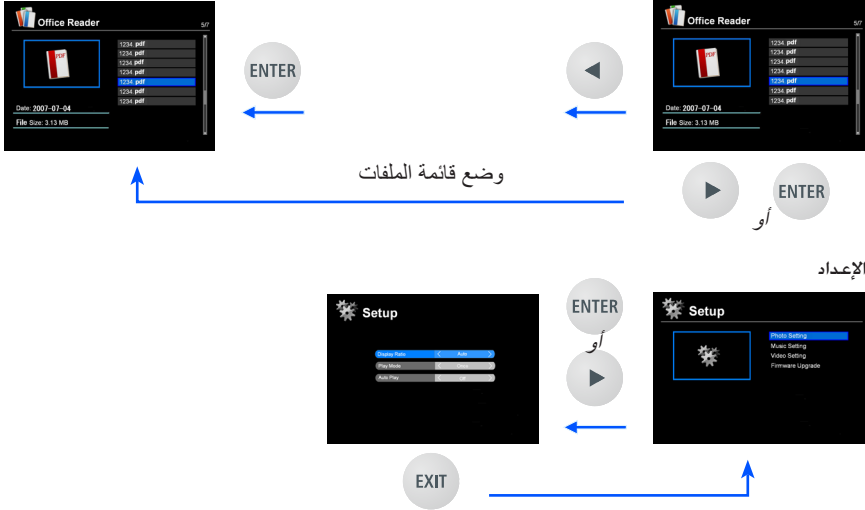 Office Reader
5/7
1234. pdf
1234. pdf
1234. pdf
1234. pdf
1234. pdf
1234. pdf
1234. pdf
Date: 2007-07-04
File Size: 3.13 MB
ENTER
Office Reader
5/7
1234. pdf
1234. pdf
1234. pdf
1234. pdf
1234. pdf
1234. pdf
1234. pdf
Date: 2007-07-04
File Size: 3.13 MB
وضع قائمة الملفات
ENTER
أو
الإعداد
Setup
Photo Setting
Music Setting
Video Setting
Firmware Upgrade
ENTER
أو
Setup
Display Ratio
Auto
Play Mode
Once
Auto Play
Off
EXIT